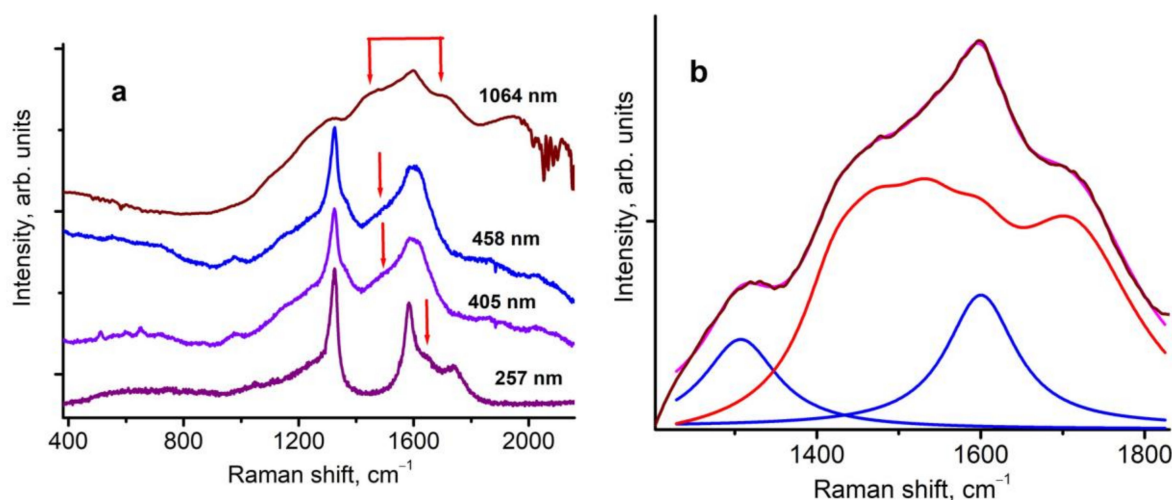 a
1064 nm
458 nm
405 nm
257 nm
Intensity, arb. units
400 800 1200 1600 2000
Raman shift, cm⁻¹
b
Intensity, arb. units
1400 1600 1800
Raman shift, cm⁻¹